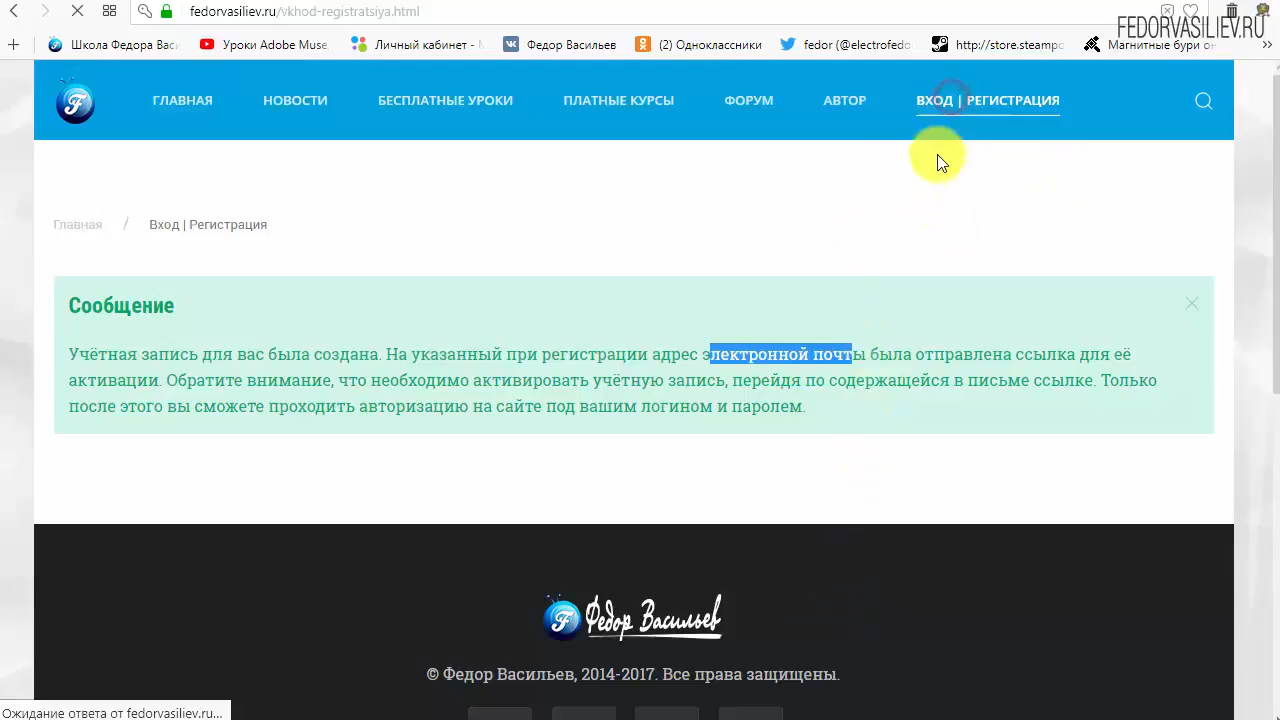 fedorvasiliev.ru/vkhod-registratsiya.html
FEDORVASILIEV.RU
Школа Федора Васи
Уроки Adobe Muse
Личный кабинет - М
Федор Васильев
(2) Одноклассники
fedor (@electrofedo
http://store.steampo
Магнитные бури он
ГЛАВНАЯ
НОВОСТИ
БЕСПЛАТНЫЕ УРОКИ
ПЛАТНЫЕ КУРСЫ
ФОРУМ
АВТОР
ВХОД | РЕГИСТРАЦИЯ
Главная / Вход | Регистрация
Сообщение
Учётная запись для вас была создана. На указанный при регистрации адрес электронной почты была отправлена ссылка для её
активации. Обратите внимание, что необходимо активировать учётную запись, перейдя по содержащейся в письме ссылке. Только
после этого вы сможете проходить авторизацию на сайте под вашим логином и паролем.
Федор Васильев
© Федор Васильев, 2014-2017. Все права защищены.
Ожидание ответа от fedorvasiliev.ru...